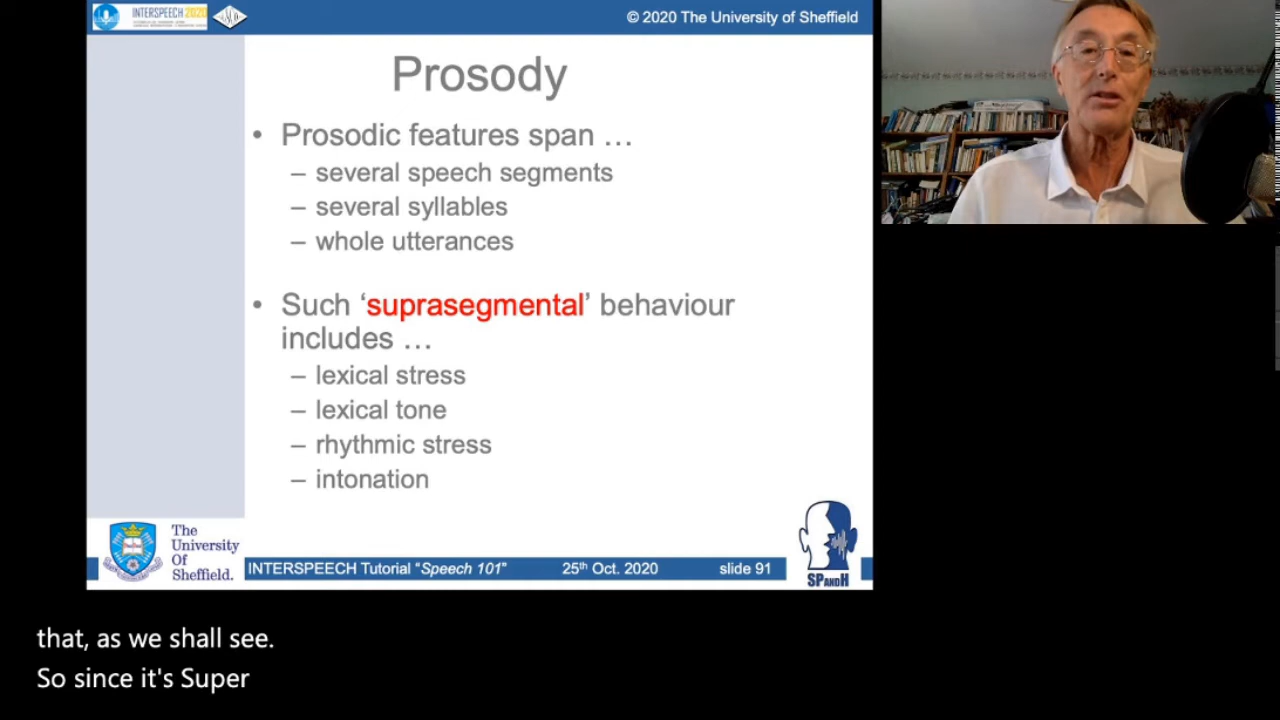 INTERSPEECH 2020
© 2020 The University of Sheffield
Prosody
• Prosodic features span …
– several speech segments
– several syllables
– whole utterances
• Such ‘suprasegmental’ behaviour
includes …
– lexical stress
– lexical tone
– rhythmic stress
– intonation
The
University
Of
Sheffield.
INTERSPEECH Tutorial “Speech 101” 25th Oct. 2020 slide 91
SPANDH
that, as we shall see.
So since it's Super